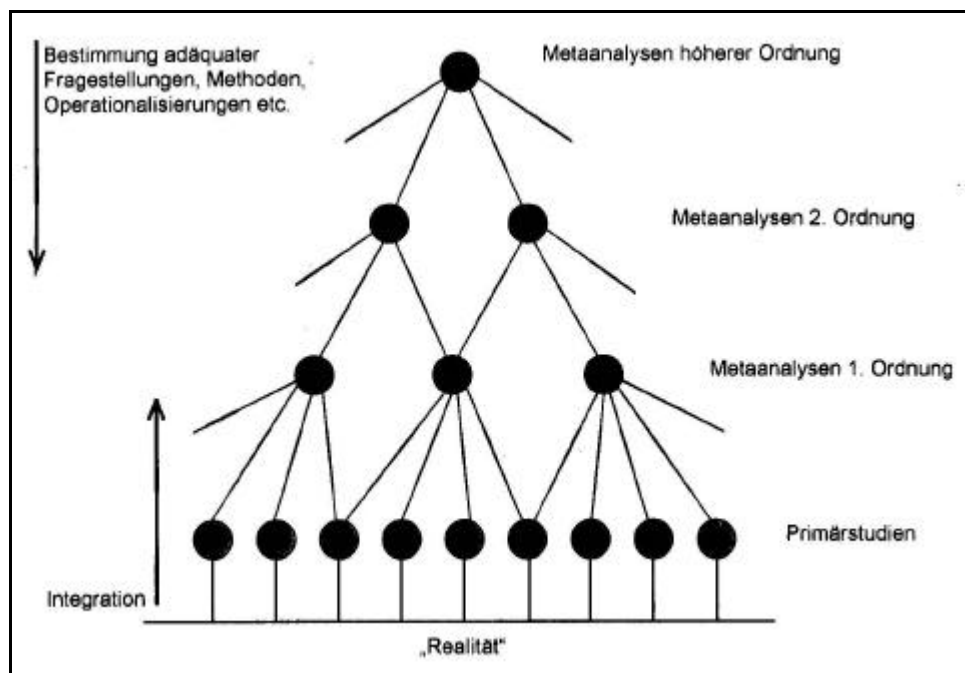 Bestimmung adäquater
Fragestellungen, Methoden,
Operationalisierungen etc.
Metaanalysen höherer Ordnung
Metaanalysen 2. Ordnung
Metaanalysen 1. Ordnung
Primärstudien
Integration
„Realität“